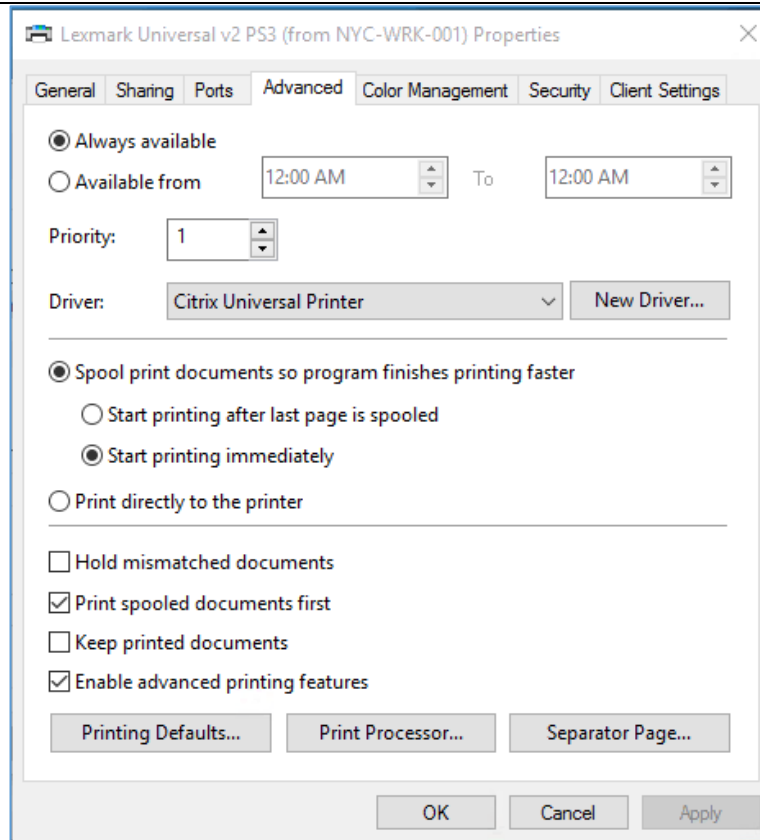 Lexmark Universal v2 PS3 (from NYC-WRK-001) Properties
General Sharing Ports Advanced Color Management Security Client Settings
Always available
Available from 12:00 AM To 12:00 AM
Priority: 1
Driver: Citrix Universal Printer New Driver...
Spool print documents so program finishes printing faster
Start printing after last page is spooled
Start printing immediately
Print directly to the printer
Hold mismatched documents
Print spooled documents first
Keep printed documents
Enable advanced printing features
Printing Defaults... Print Processor... Separator Page...
OK Cancel Apply